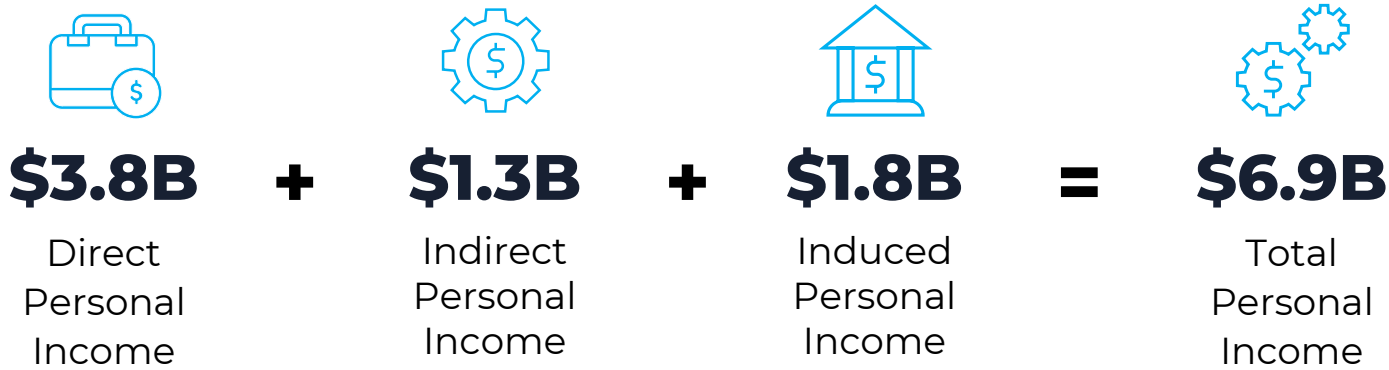 $ $ $ $
$3.8B + $1.3B + $1.8B = $6.9B
Direct
Personal
Income
Indirect
Personal
Income
Induced
Personal
Income
Total
Personal
Income